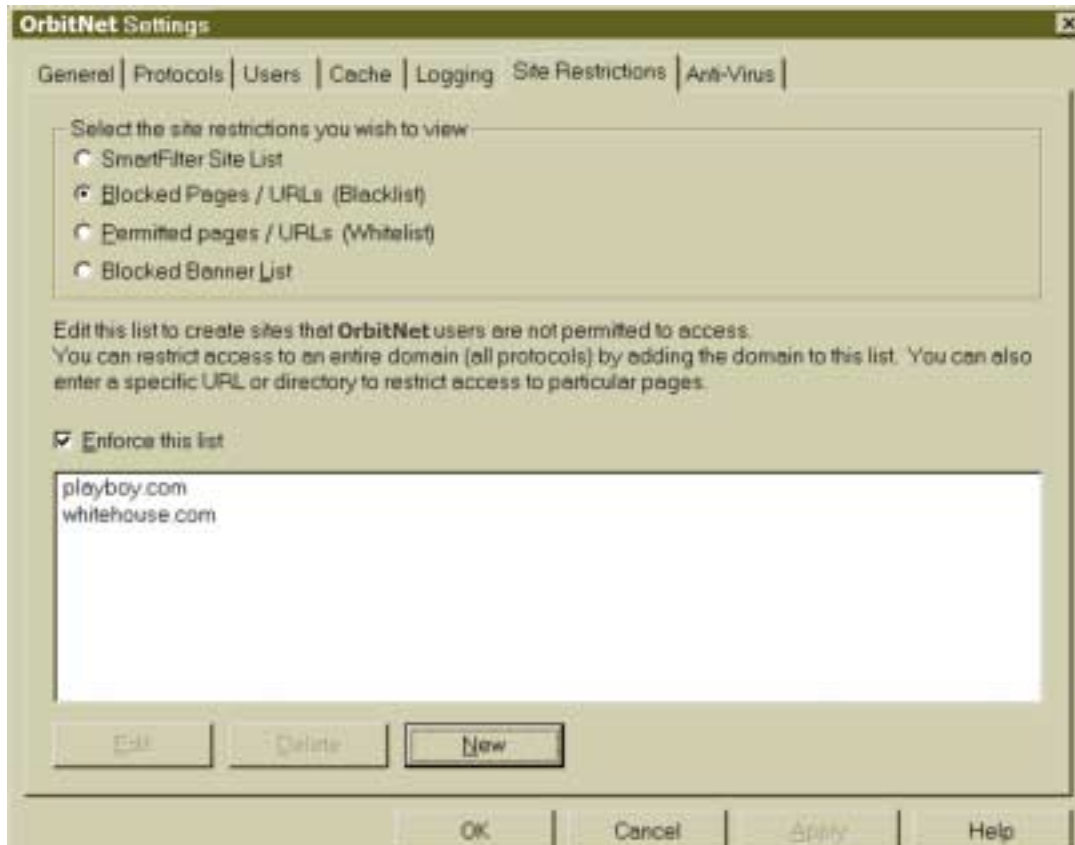 OrbitNet Settings
General Protocols Users Cache Logging Site Restrictions Anti-Virus
Select the site restrictions you wish to view
SmartFilter Site List
Blocked Pages / URLs (Blacklist)
Permitted pages / URLs (Whitelist)
Blocked Banner List
Edit this list to create sites that OrbitNet users are not permitted to access.
You can restrict access to an entire domain (all protocols) by adding the domain to this list. You can also
enter a specific URL or directory to restrict access to particular pages.
Enforce this list
playboy.com
whitehouse.com
Edit Delete New
OK Cancel Apply Help